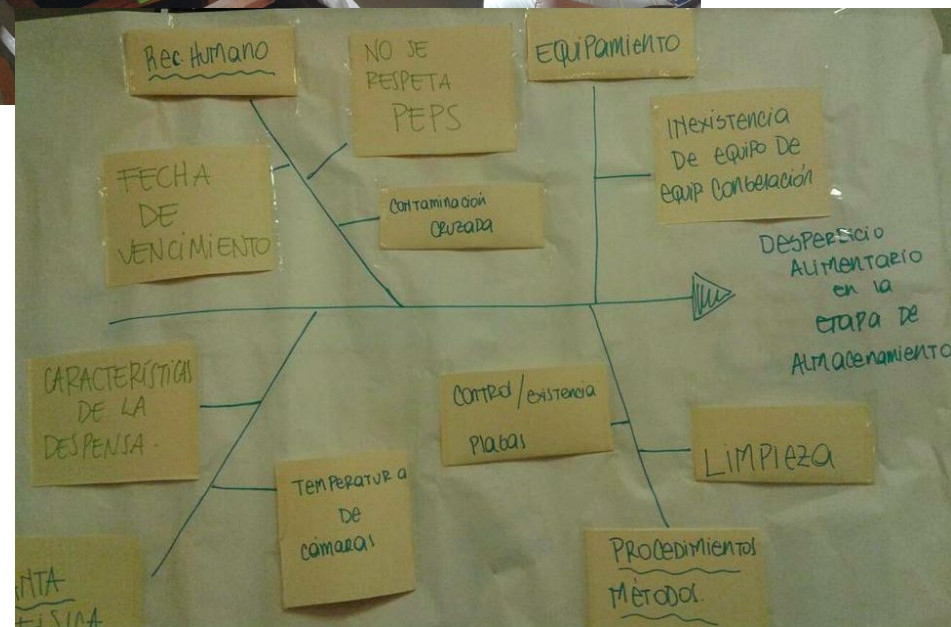 Rec. Humano
NO SE
RESPETA
PEPS
EQUIPAMIENTO
FECHA
DE
VENCIMIENTO
CONTAMINACIÓN
CRUZADA
INEXISTENCIA
DE EQUIPO DE
EQUIP CONGELACIÓN
DESPERDICIO
ALIMENTARIO
en la
ETAPA DE
ALMACENAMIENTO
CARACTERÍSTICAS
DE LA
DESPENSA.
TEMPERATURA
DE
CÁMARAS
CONTROL/EXISTENCIA
PLAGAS
LIMPIEZA
PROCEDIMIENTOS
MÉTODOS.
NTA
FÍSICA